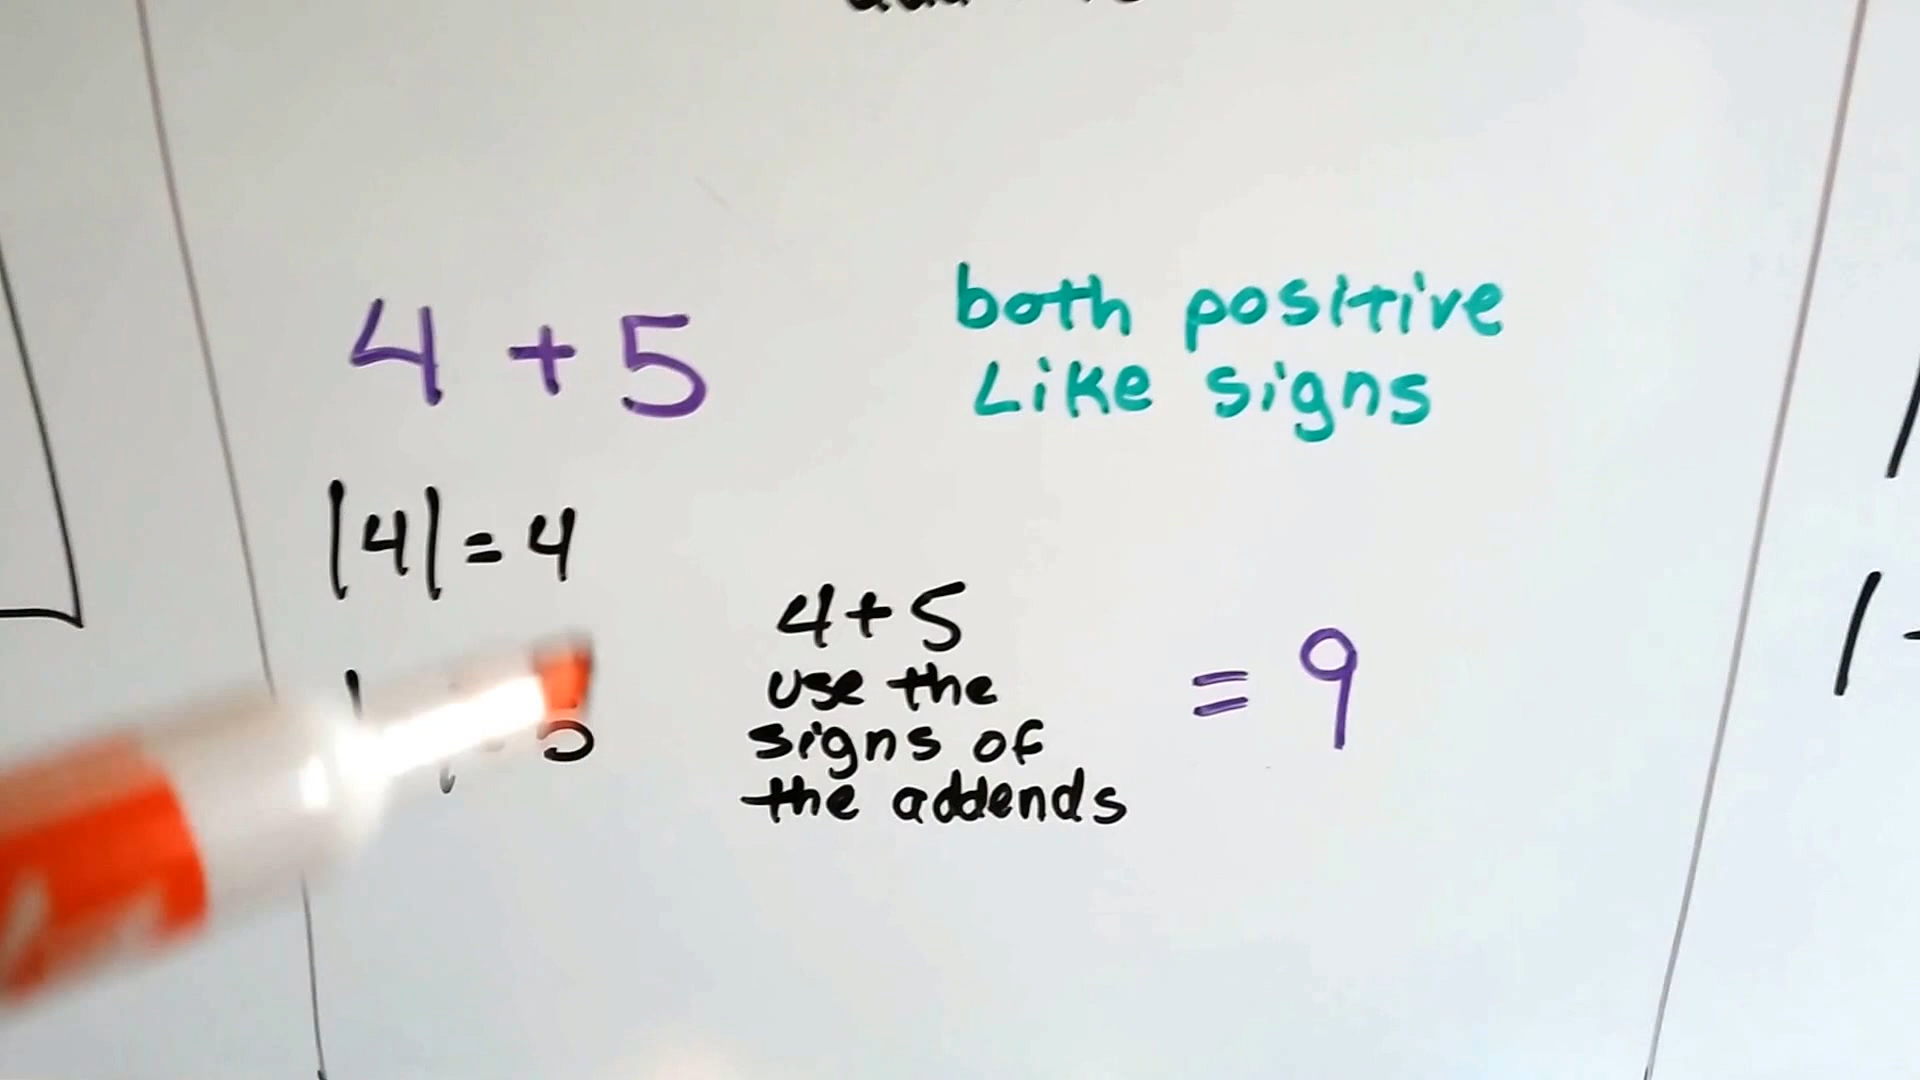 4 + 5
both positive
Like signs
|4| = 4
4 + 5
use the
signs of
the addends
= 9